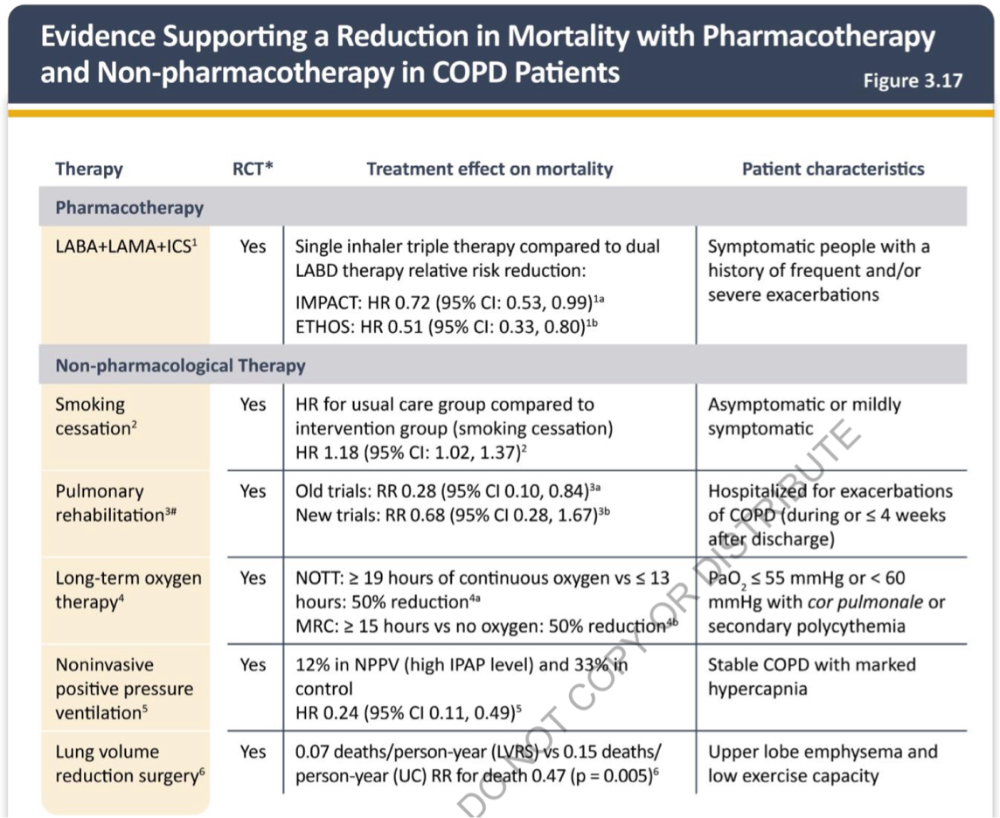 Evidence Supporting a Reduction in Mortality with Pharmacotherapy
and Non-pharmacotherapy in COPD Patients
Figure 3.17
Therapy RCT* Treatment effect on mortality Patient characteristics
Pharmacotherapy
LABA+LAMA+ICS¹ Yes
Single inhaler triple therapy compared to dual
LABD therapy relative risk reduction:
IMPACT: HR 0.72 (95% CI: 0.53, 0.99)¹ᵃ
ETHOS: HR 0.51 (95% CI: 0.33, 0.80)¹ᵇ
Symptomatic people with a
history of frequent and/or
severe exacerbations
Non-pharmacological Therapy
Smoking
cessation²
Yes
HR for usual care group compared to
intervention group (smoking cessation)
HR 1.18 (95% CI: 1.02, 1.37)²
Asymptomatic or mildly
symptomatic
Pulmonary
rehabilitation³#
Yes
Old trials: RR 0.28 (95% CI 0.10, 0.84)³ᵃ
New trials: RR 0.68 (95% CI 0.28, 1.67)³ᵇ
Hospitalized for exacerbations
of COPD (during or ≤ 4 weeks
after discharge)
Long-term oxygen
therapy⁴
Yes
NOTT: ≥ 19 hours of continuous oxygen vs ≤ 13
hours: 50% reduction⁴ᵃ
MRC: ≥ 15 hours vs no oxygen: 50% reduction⁴ᵇ
PaO₂ ≤ 55 mmHg or < 60
mmHg with cor pulmonale or
secondary polycythemia
Noninvasive
positive pressure
ventilation⁵
Yes
12% in NPPV (high IPAP level) and 33% in
control
HR 0.24 (95% CI 0.11, 0.49)⁵
Stable COPD with marked
hypercapnia
Lung volume
reduction surgery⁶
Yes
0.07 deaths/person-year (LVRS) vs 0.15 deaths/
person-year (UC) RR for death 0.47 (p = 0.005)⁶
Upper lobe emphysema and
low exercise capacity
DO NOT COPY OR DISTRIBUTE